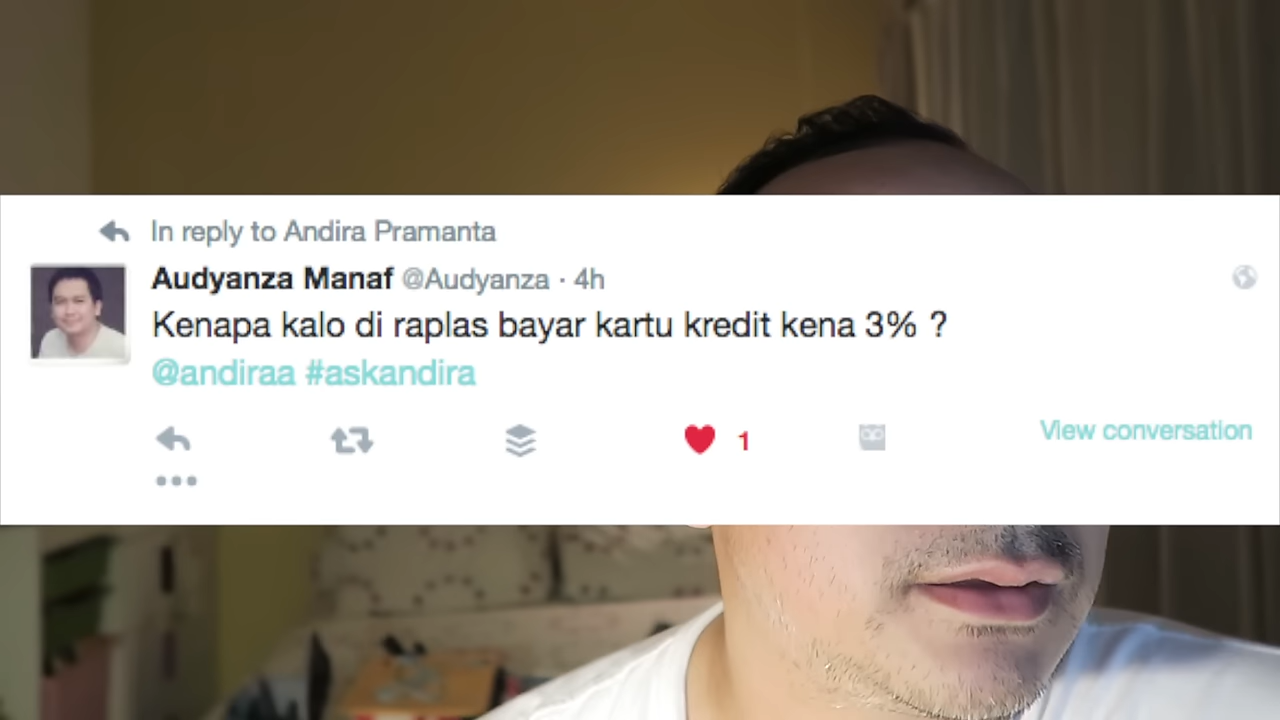 In reply to Andira Pramanta
Audyanza Manaf @Audyanza · 4h
Kenapa kalo di raplas bayar kartu kredit kena 3% ?
@andiraa #askandira
1
View conversation